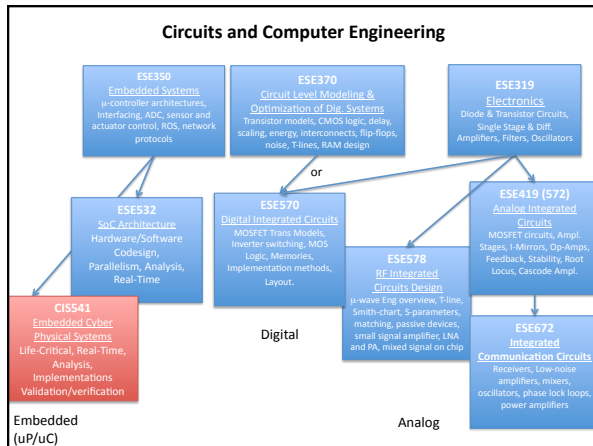 Circuits and Computer Engineering
ESE350
Embedded Systems
μ-controller architectures,
Interfacing, ADC, sensor and
actuator control, ROS, network
protocols
ESE370
Circuit Level Modeling &
Optimization of Dig. Systems
Transistor models, CMOS logic, delay,
scaling, energy, interconnects, flip-flops,
noise, T-lines, RAM design
ESE319
Electronics
Diode & Transistor Circuits,
Single Stage & Diff.
Amplifiers, Filters, Oscillators
or
ESE532
SoC Architecture
Hardware/Software
Codesign,
Parallelism, Analysis,
Real-Time
ESE570
Digital Integrated Circuits
MOSFET Trans Models,
Inverter switching, MOS
Logic, Memories,
Implementation methods,
Layout.
ESE419 (572)
Analog Integrated
Circuits
MOSFET circuits, Ampl.
Stages, I-Mirrors, Op-Amps,
Feedback, Stability, Root
Locus, Cascode Ampl.
ESE578
RF Integrated
Circuits Design
μ-wave Eng overview, T-line,
Smith-chart, S-parameters,
matching, passive devices,
small signal amplifier, LNA
and PA, mixed signal on chip
CIS541
Embedded Cyber
Physical Systems
Life-Critical, Real-Time,
Analysis,
Implementations
Validation/verification
Digital
ESE672
Integrated
Communication Circuits
Receivers, Low-noise
amplifiers, mixers,
oscillators, phase lock loops,
power amplifiers
Embedded
(uP/uC)
Analog